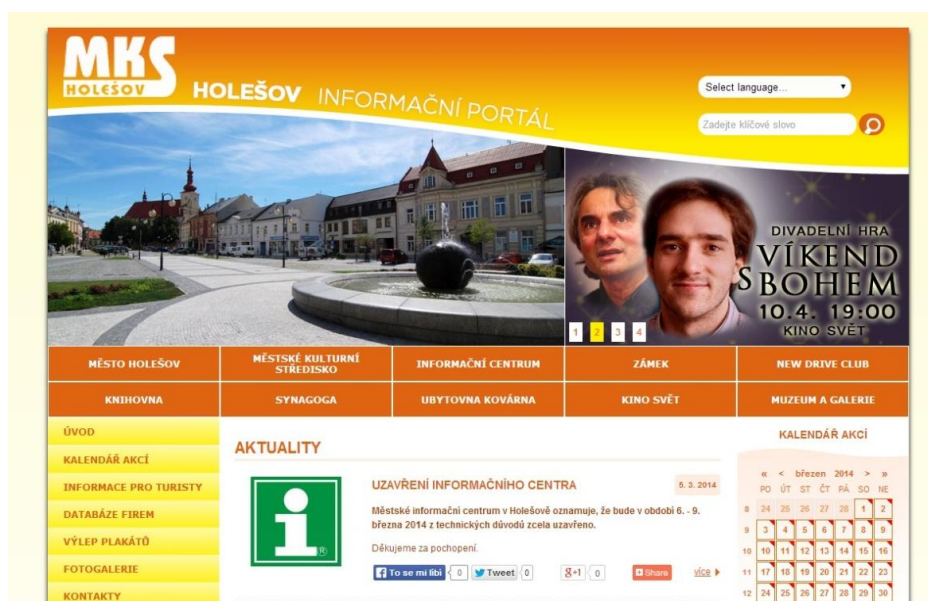 MKS
HOLEŠOV
HOLEŠOV INFORMAČNÍ PORTÁL
Select language...
Zadejte klíčové slovo
DIVADELNÍ HRA
VÍKEND
S BOHEM
10.4. 19:00
KINO SVĚT
1 2 3 4
MĚSTO HOLEŠOV
MĚSTSKÉ KULTURNÍ
STŘEDISKO
INFORMAČNÍ CENTRUM
ZÁMEK
NEW DRIVE CLUB
KNIHOVNA
SYNAGOGA
UBYTOVNA KOVÁRNA
KINO SVĚT
MUZEUM A GALERIE
ÚVOD
KALENDÁŘ AKCÍ
INFORMACE PRO TURISTY
DATABÁZE FIREM
VÝLEP PLAKÁTŮ
FOTOGALERIE
KONTAKTY
AKTUALITY
i
®
UZAVŘENÍ INFORMAČNÍHO CENTRA
5. 3. 2014
Městské informační centrum v Holešově oznamuje, že bude v období 6. - 9.
března 2014 z technických důvodů zcela uzavřeno.
Děkujeme za pochopení.
To se mi líbí 0 Tweet 0 g+1 0 Share více
KALENDÁŘ AKCÍ
« < březen 2014 > »
PO ÚT ST ČT PÁ SO NE
8 24 25 26 27 28 1 2
9 3 4 5 6 7 8 9
10 10 11 12 13 14 15 16
11 17 18 19 20 21 22 23
12 24 25 26 27 28 29 30